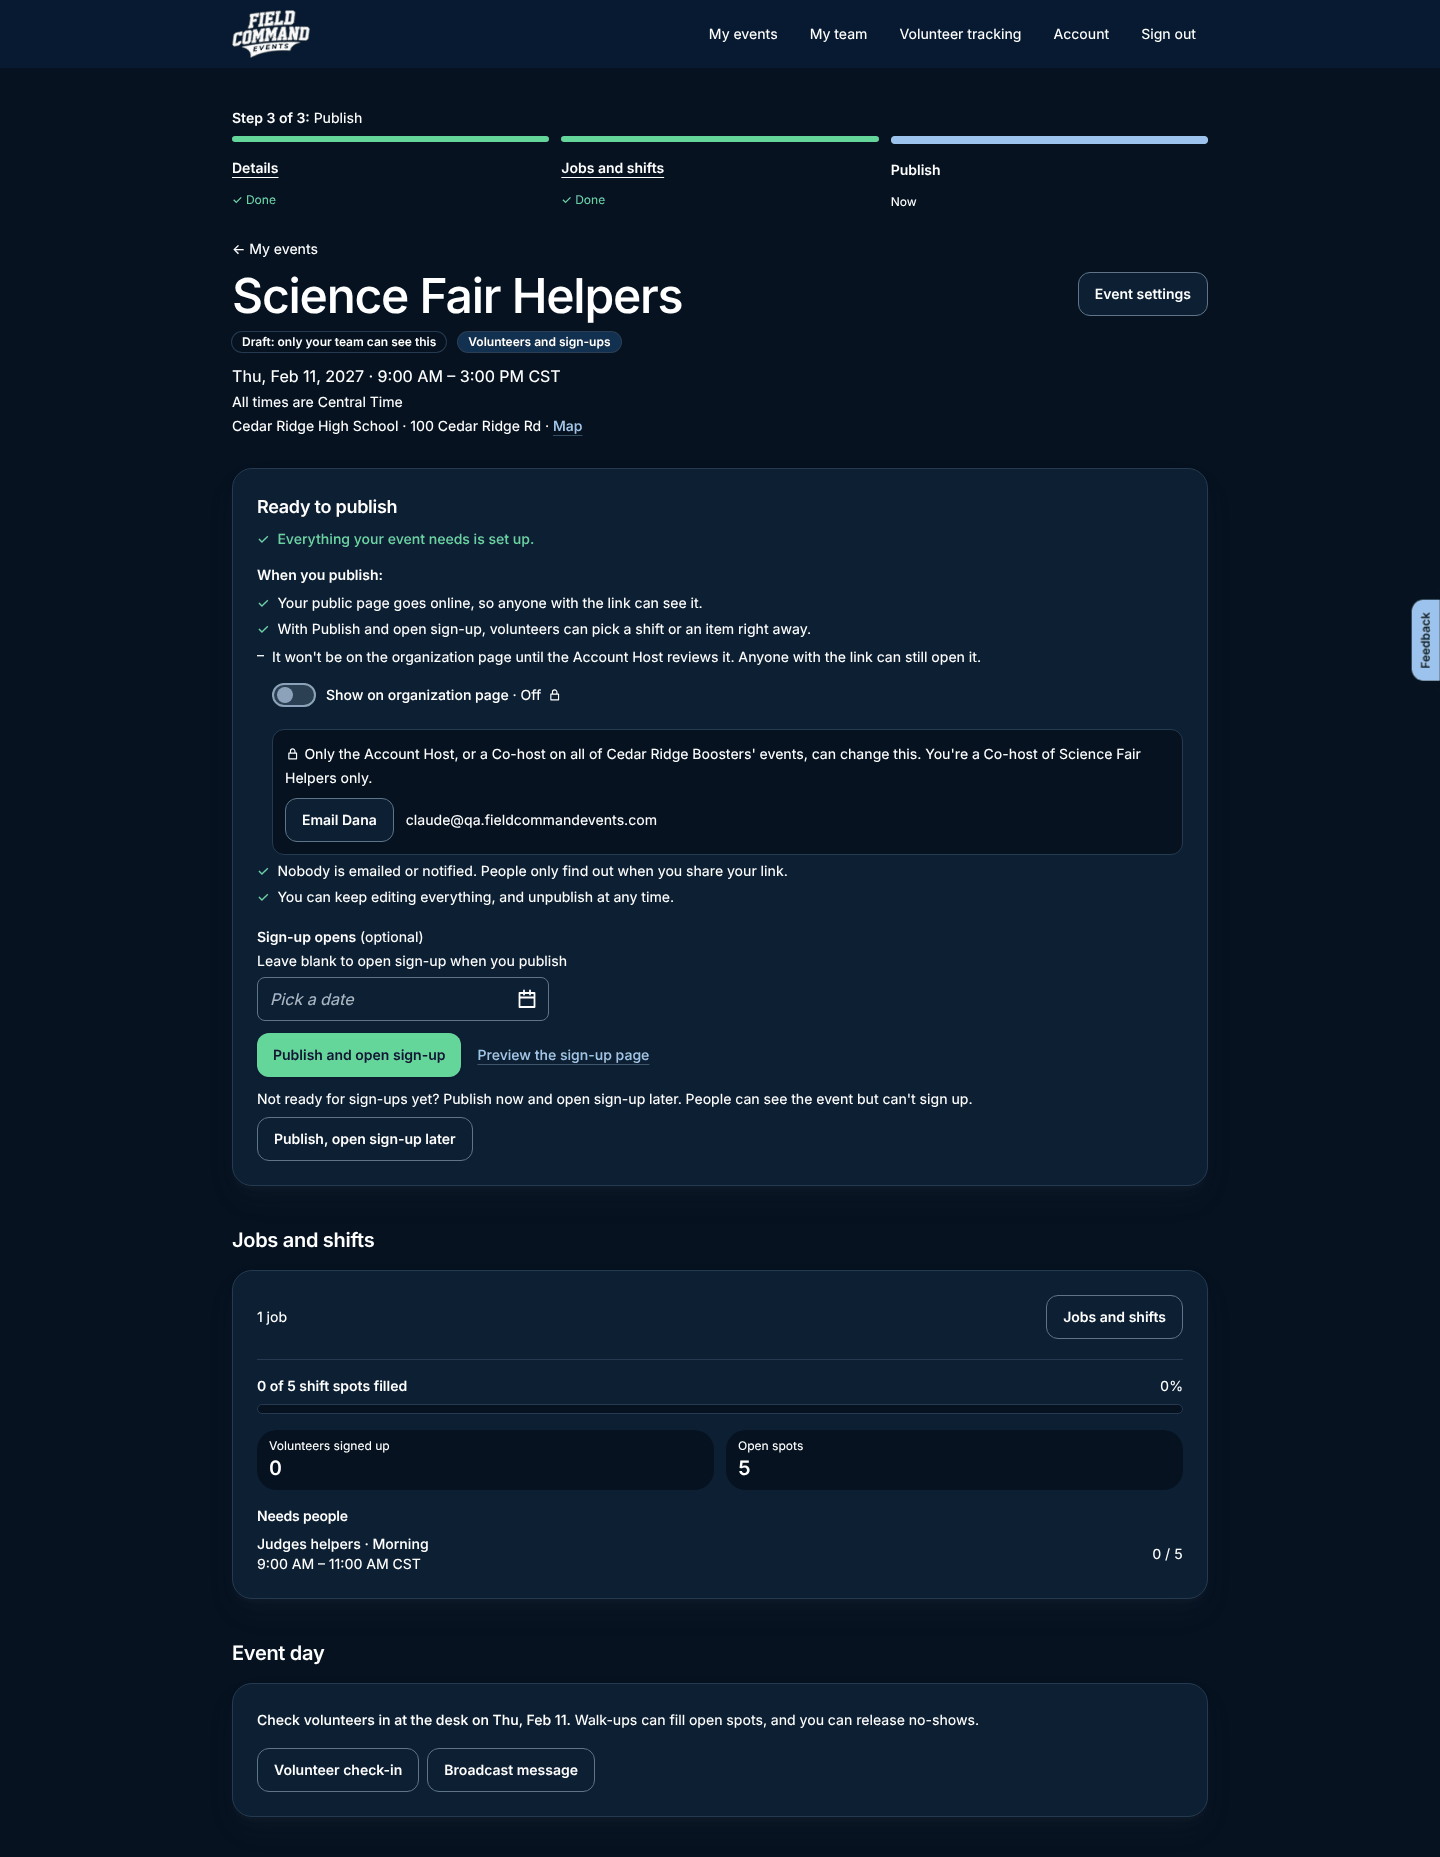 FIELD
COMMAND
EVENTS
My events
My team
Volunteer tracking
Account
Sign out
Step 3 of 3: Publish
Details
✓ Done
Jobs and shifts
✓ Done
Publish
Now
← My events
Science Fair Helpers
Event settings
Draft: only your team can see this
Volunteers and sign-ups
Thu, Feb 11, 2027 · 9:00 AM – 3:00 PM CST
All times are Central Time
Cedar Ridge High School · 100 Cedar Ridge Rd · Map
Ready to publish
✓ Everything your event needs is set up.
When you publish:
✓ Your public page goes online, so anyone with the link can see it.
✓ With Publish and open sign-up, volunteers can pick a shift or an item right away.
– It won't be on the organization page until the Account Host reviews it. Anyone with the link can still open it.
Show on organization page · Off
Only the Account Host, or a Co-host on all of Cedar Ridge Boosters' events, can change this. You're a Co-host of Science Fair
Helpers only.
Email Dana
claude@qa.fieldcommandevents.com
✓ Nobody is emailed or notified. People only find out when you share your link.
✓ You can keep editing everything, and unpublish at any time.
Sign-up opens (optional)
Leave blank to open sign-up when you publish
Pick a date
Publish and open sign-up
Preview the sign-up page
Not ready for sign-ups yet? Publish now and open sign-up later. People can see the event but can't sign up.
Publish, open sign-up later
Feedback
Jobs and shifts
1 job
Jobs and shifts
0 of 5 shift spots filled
0%
Volunteers signed up
0
Open spots
5
Needs people
Judges helpers · Morning
9:00 AM – 11:00 AM CST
0 / 5
Event day
Check volunteers in at the desk on Thu, Feb 11. Walk-ups can fill open spots, and you can release no-shows.
Volunteer check-in
Broadcast message